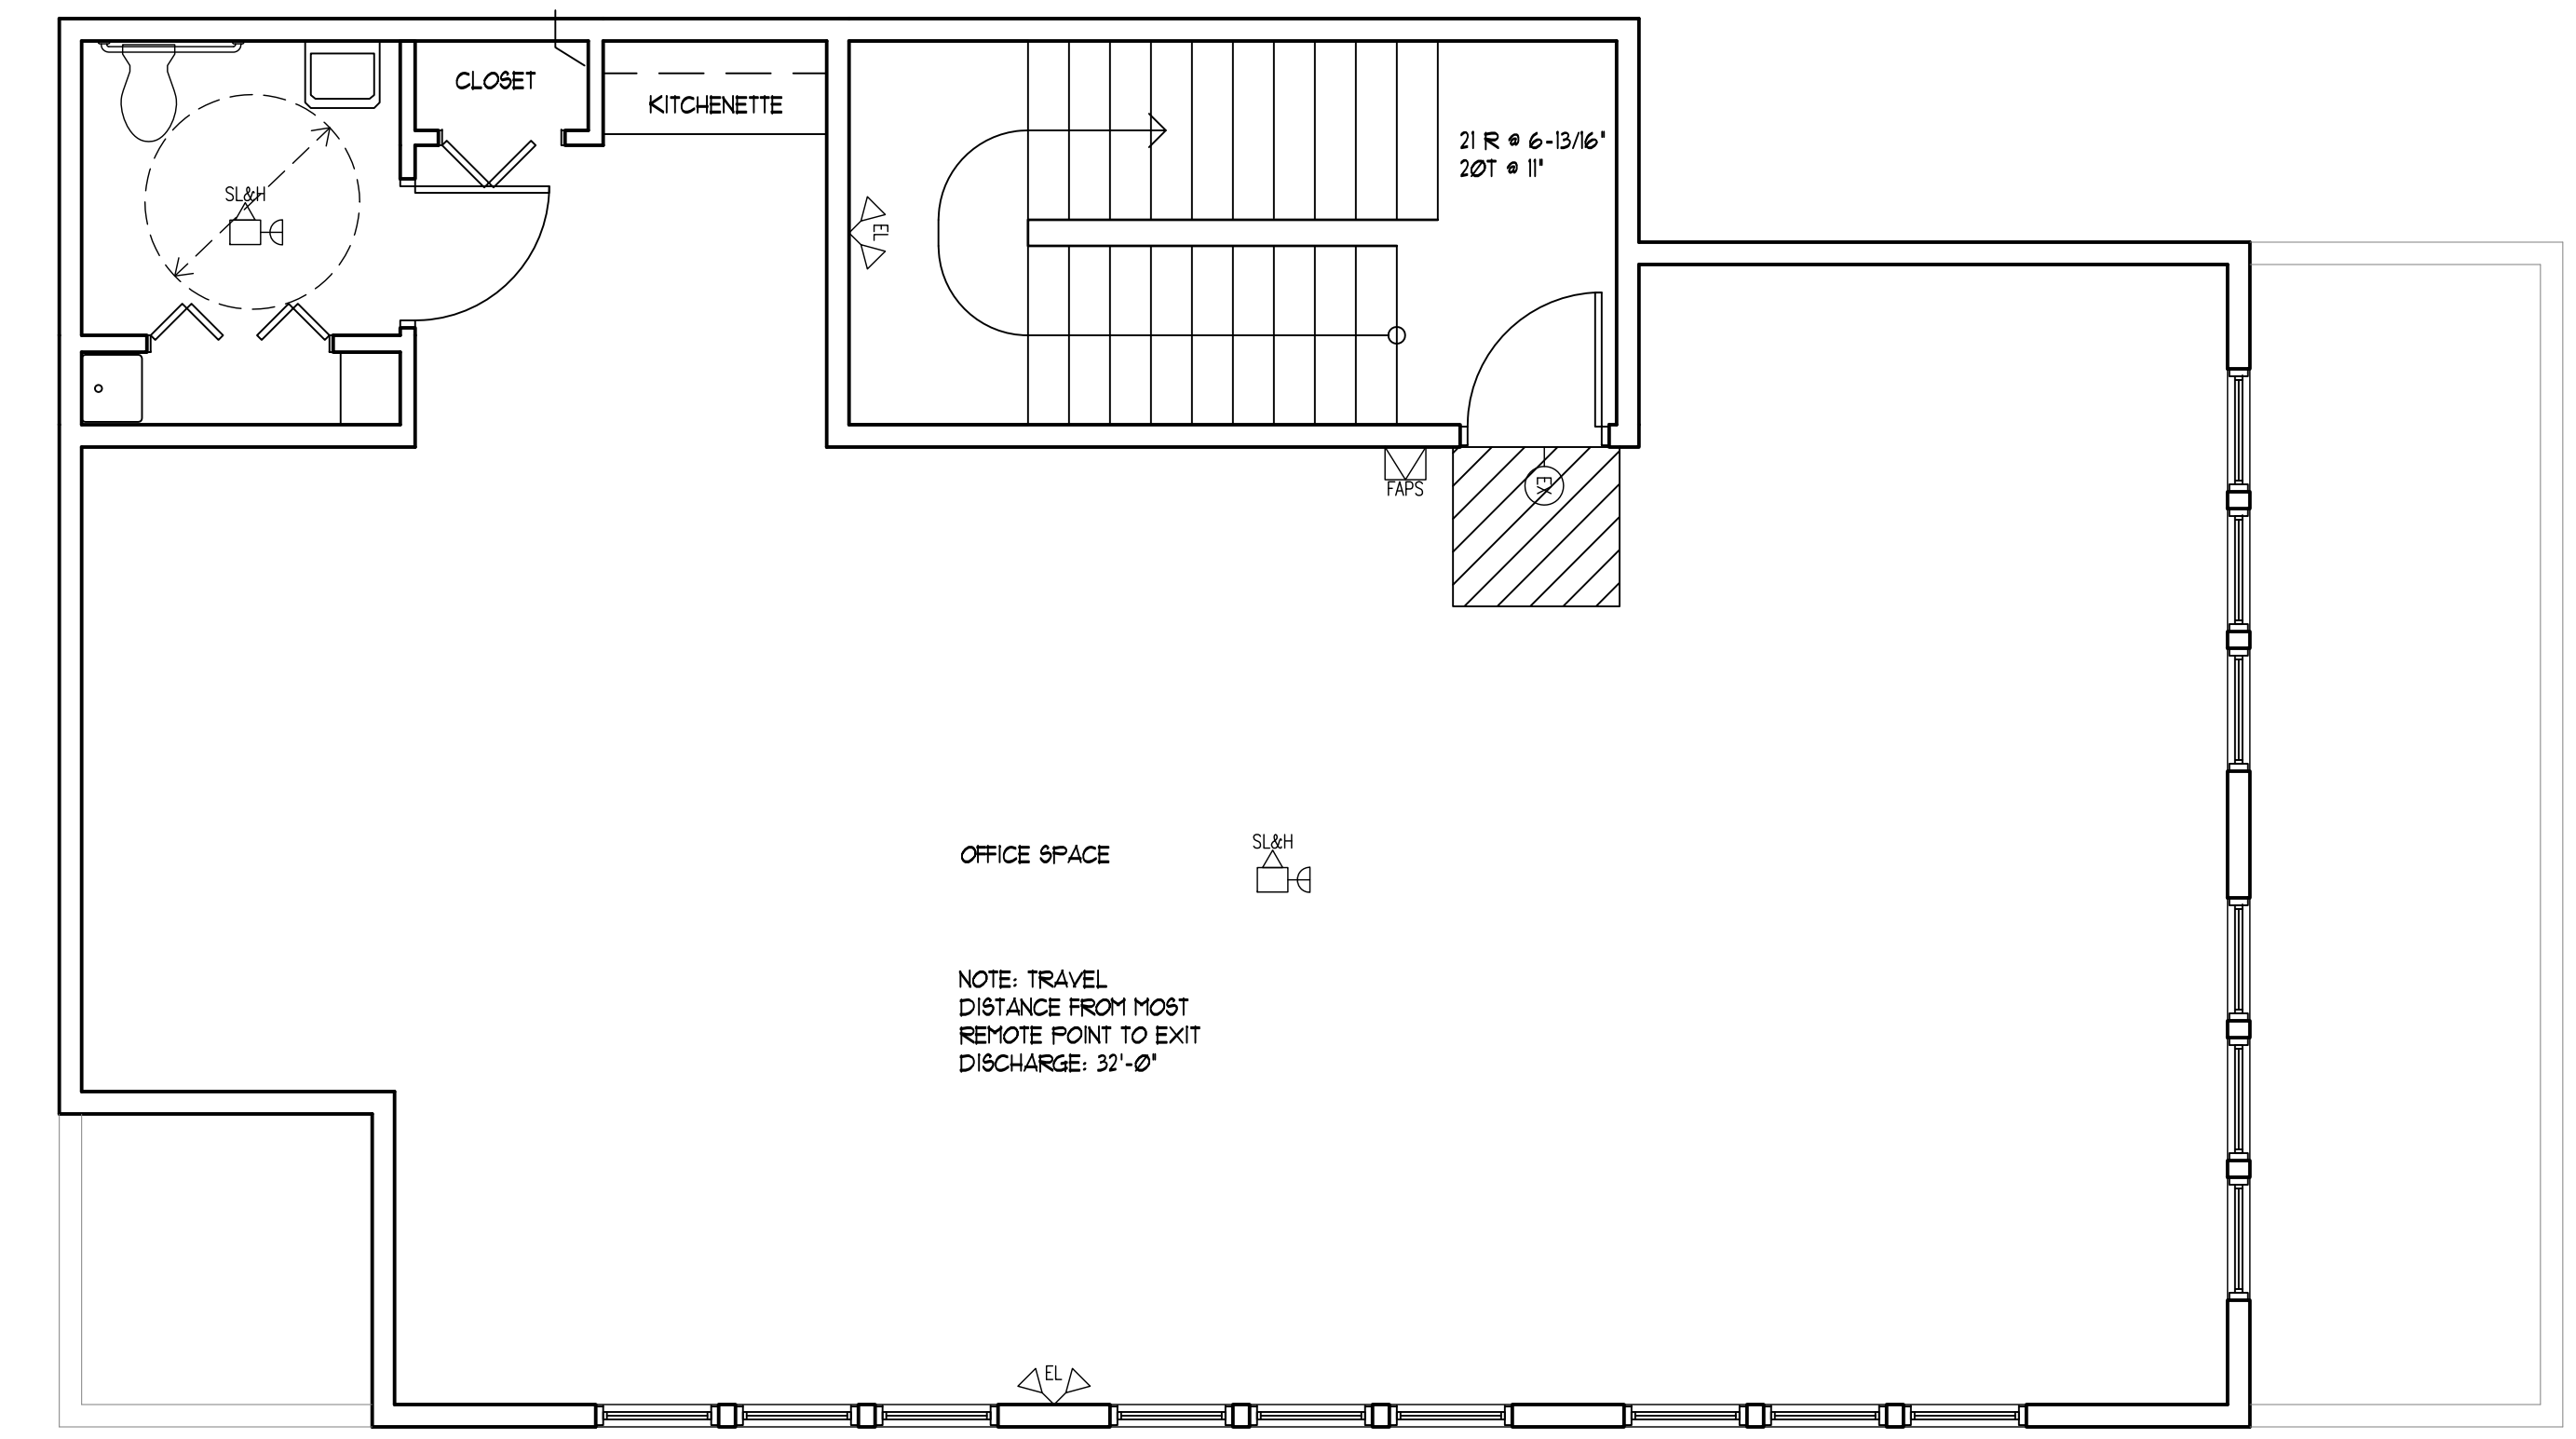 CLOSET
KITCHENETTE
21 R @ 6-13/16"
20T @ 11"
SL&H
EL
FAPS
EX
OFFICE SPACE
SL&H
NOTE: TRAVEL
DISTANCE FROM MOST
REMOTE POINT TO EXIT
DISCHARGE: 32'-0"
EL